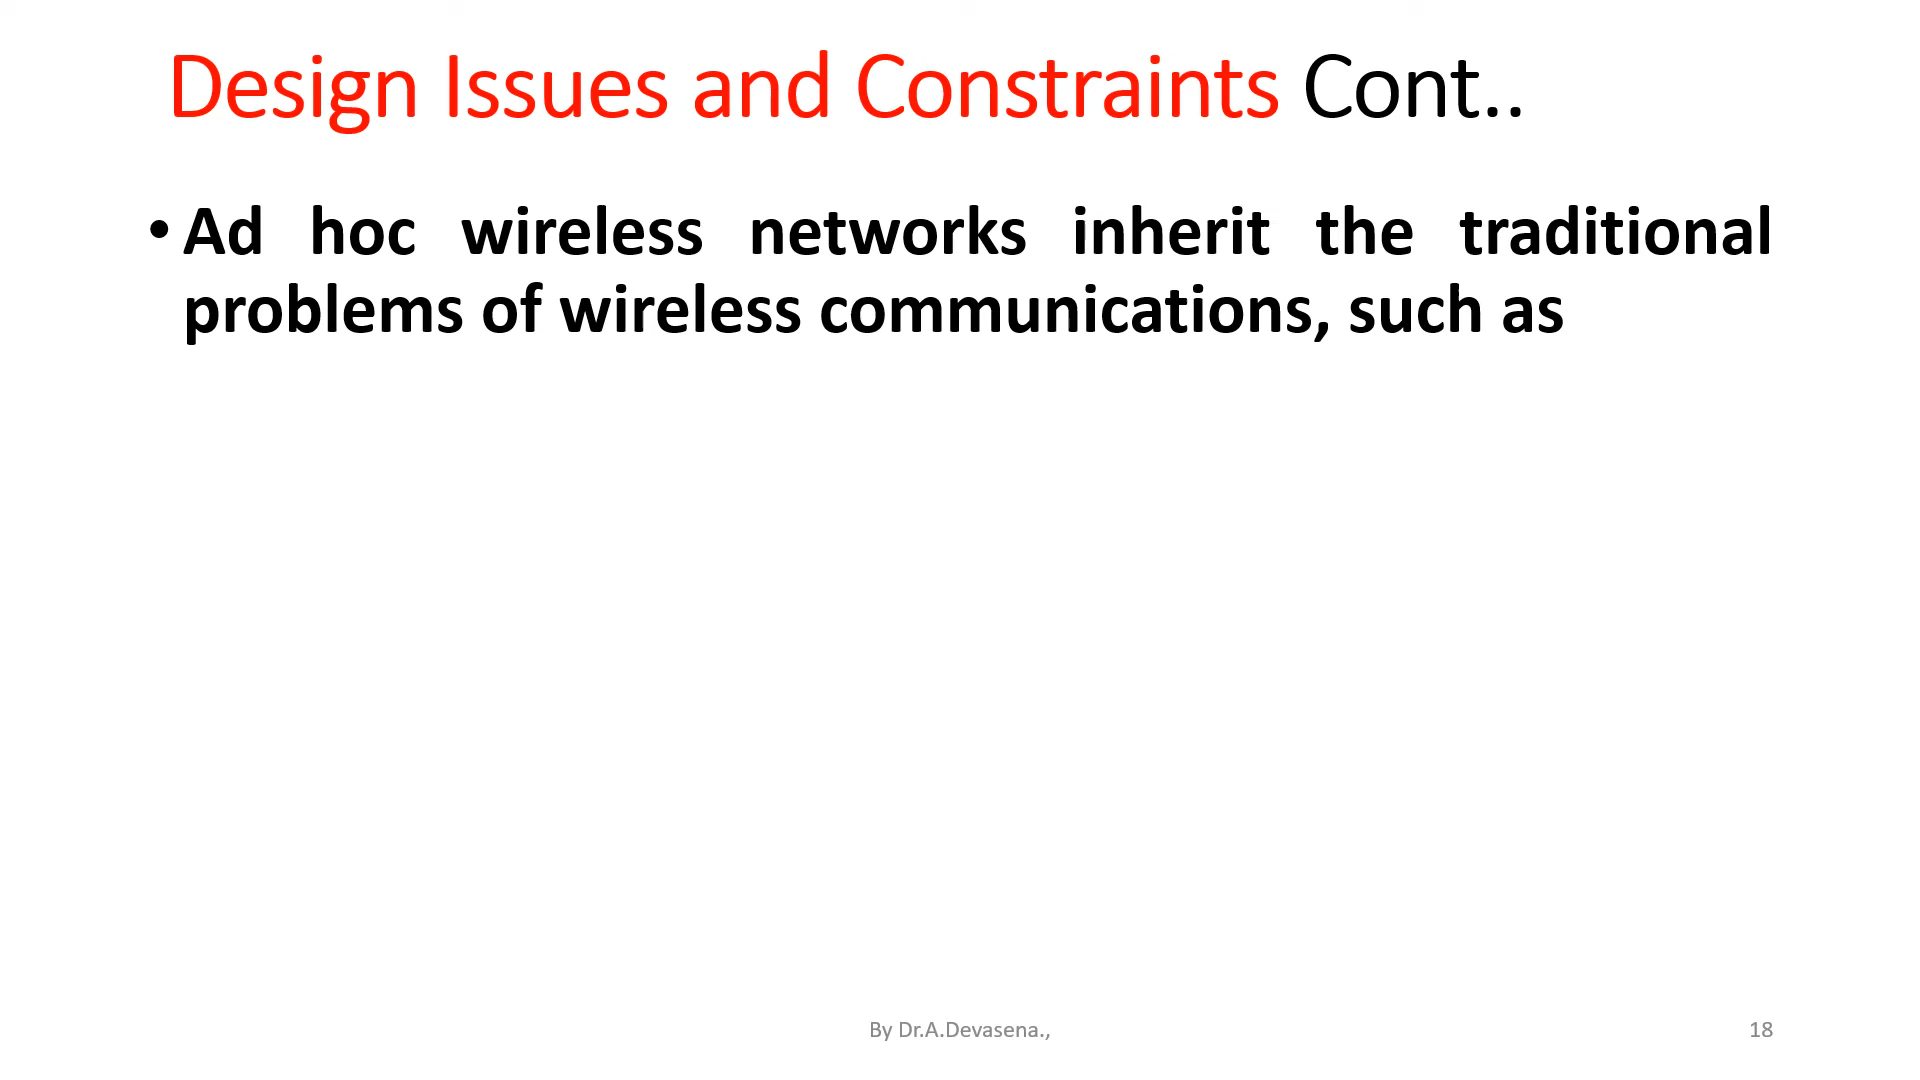 Design Issues and Constraints Cont..
• Ad hoc wireless networks inherit the traditional
problems of wireless communications, such as
By Dr.A.Devasena.,
18